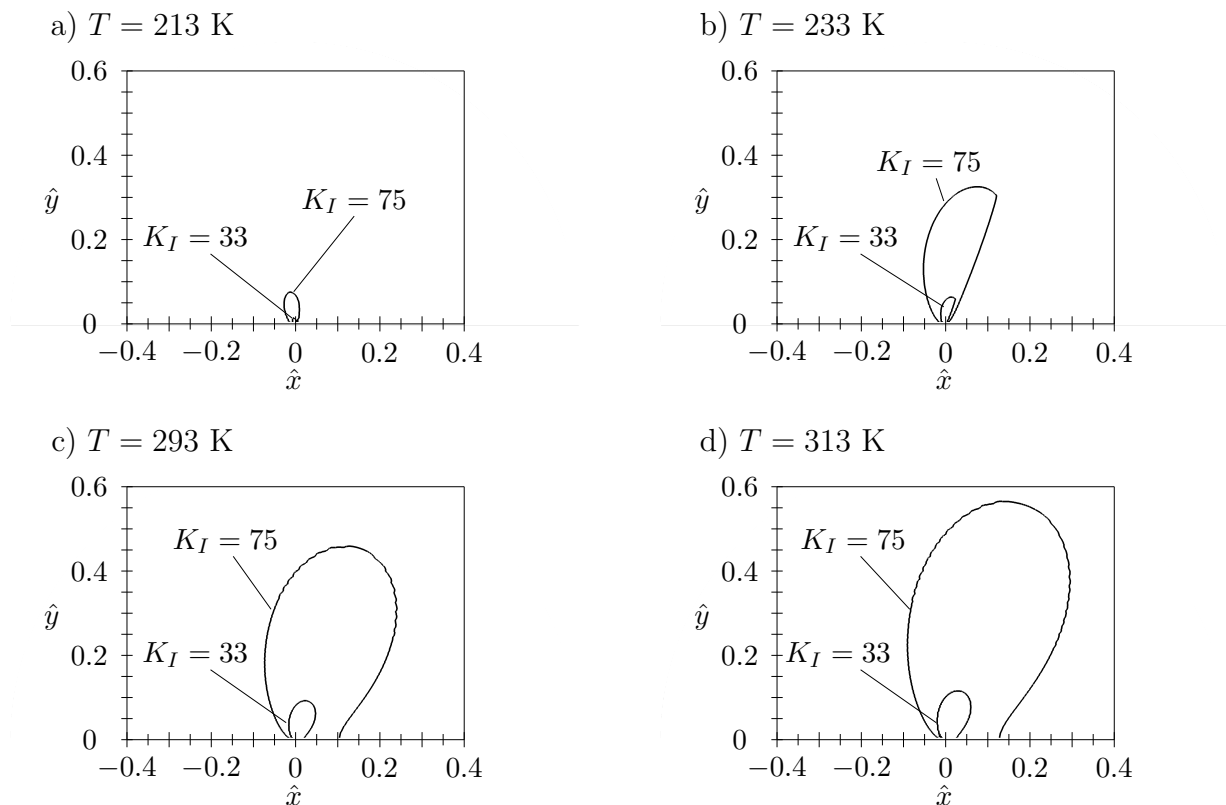 a) T = 213 K
0.6
0.4
0.2
0
ŷ
K_I = 75
K_I = 33
−0.4 −0.2 0 0.2 0.4
x̂
b) T = 233 K
0.6
0.4
0.2
0
ŷ
K_I = 75
K_I = 33
−0.4 −0.2 0 0.2 0.4
x̂
c) T = 293 K
0.6
0.4
0.2
0
ŷ
K_I = 75
K_I = 33
−0.4 −0.2 0 0.2 0.4
x̂
d) T = 313 K
0.6
0.4
0.2
0
ŷ
K_I = 75
K_I = 33
−0.4 −0.2 0 0.2 0.4
x̂